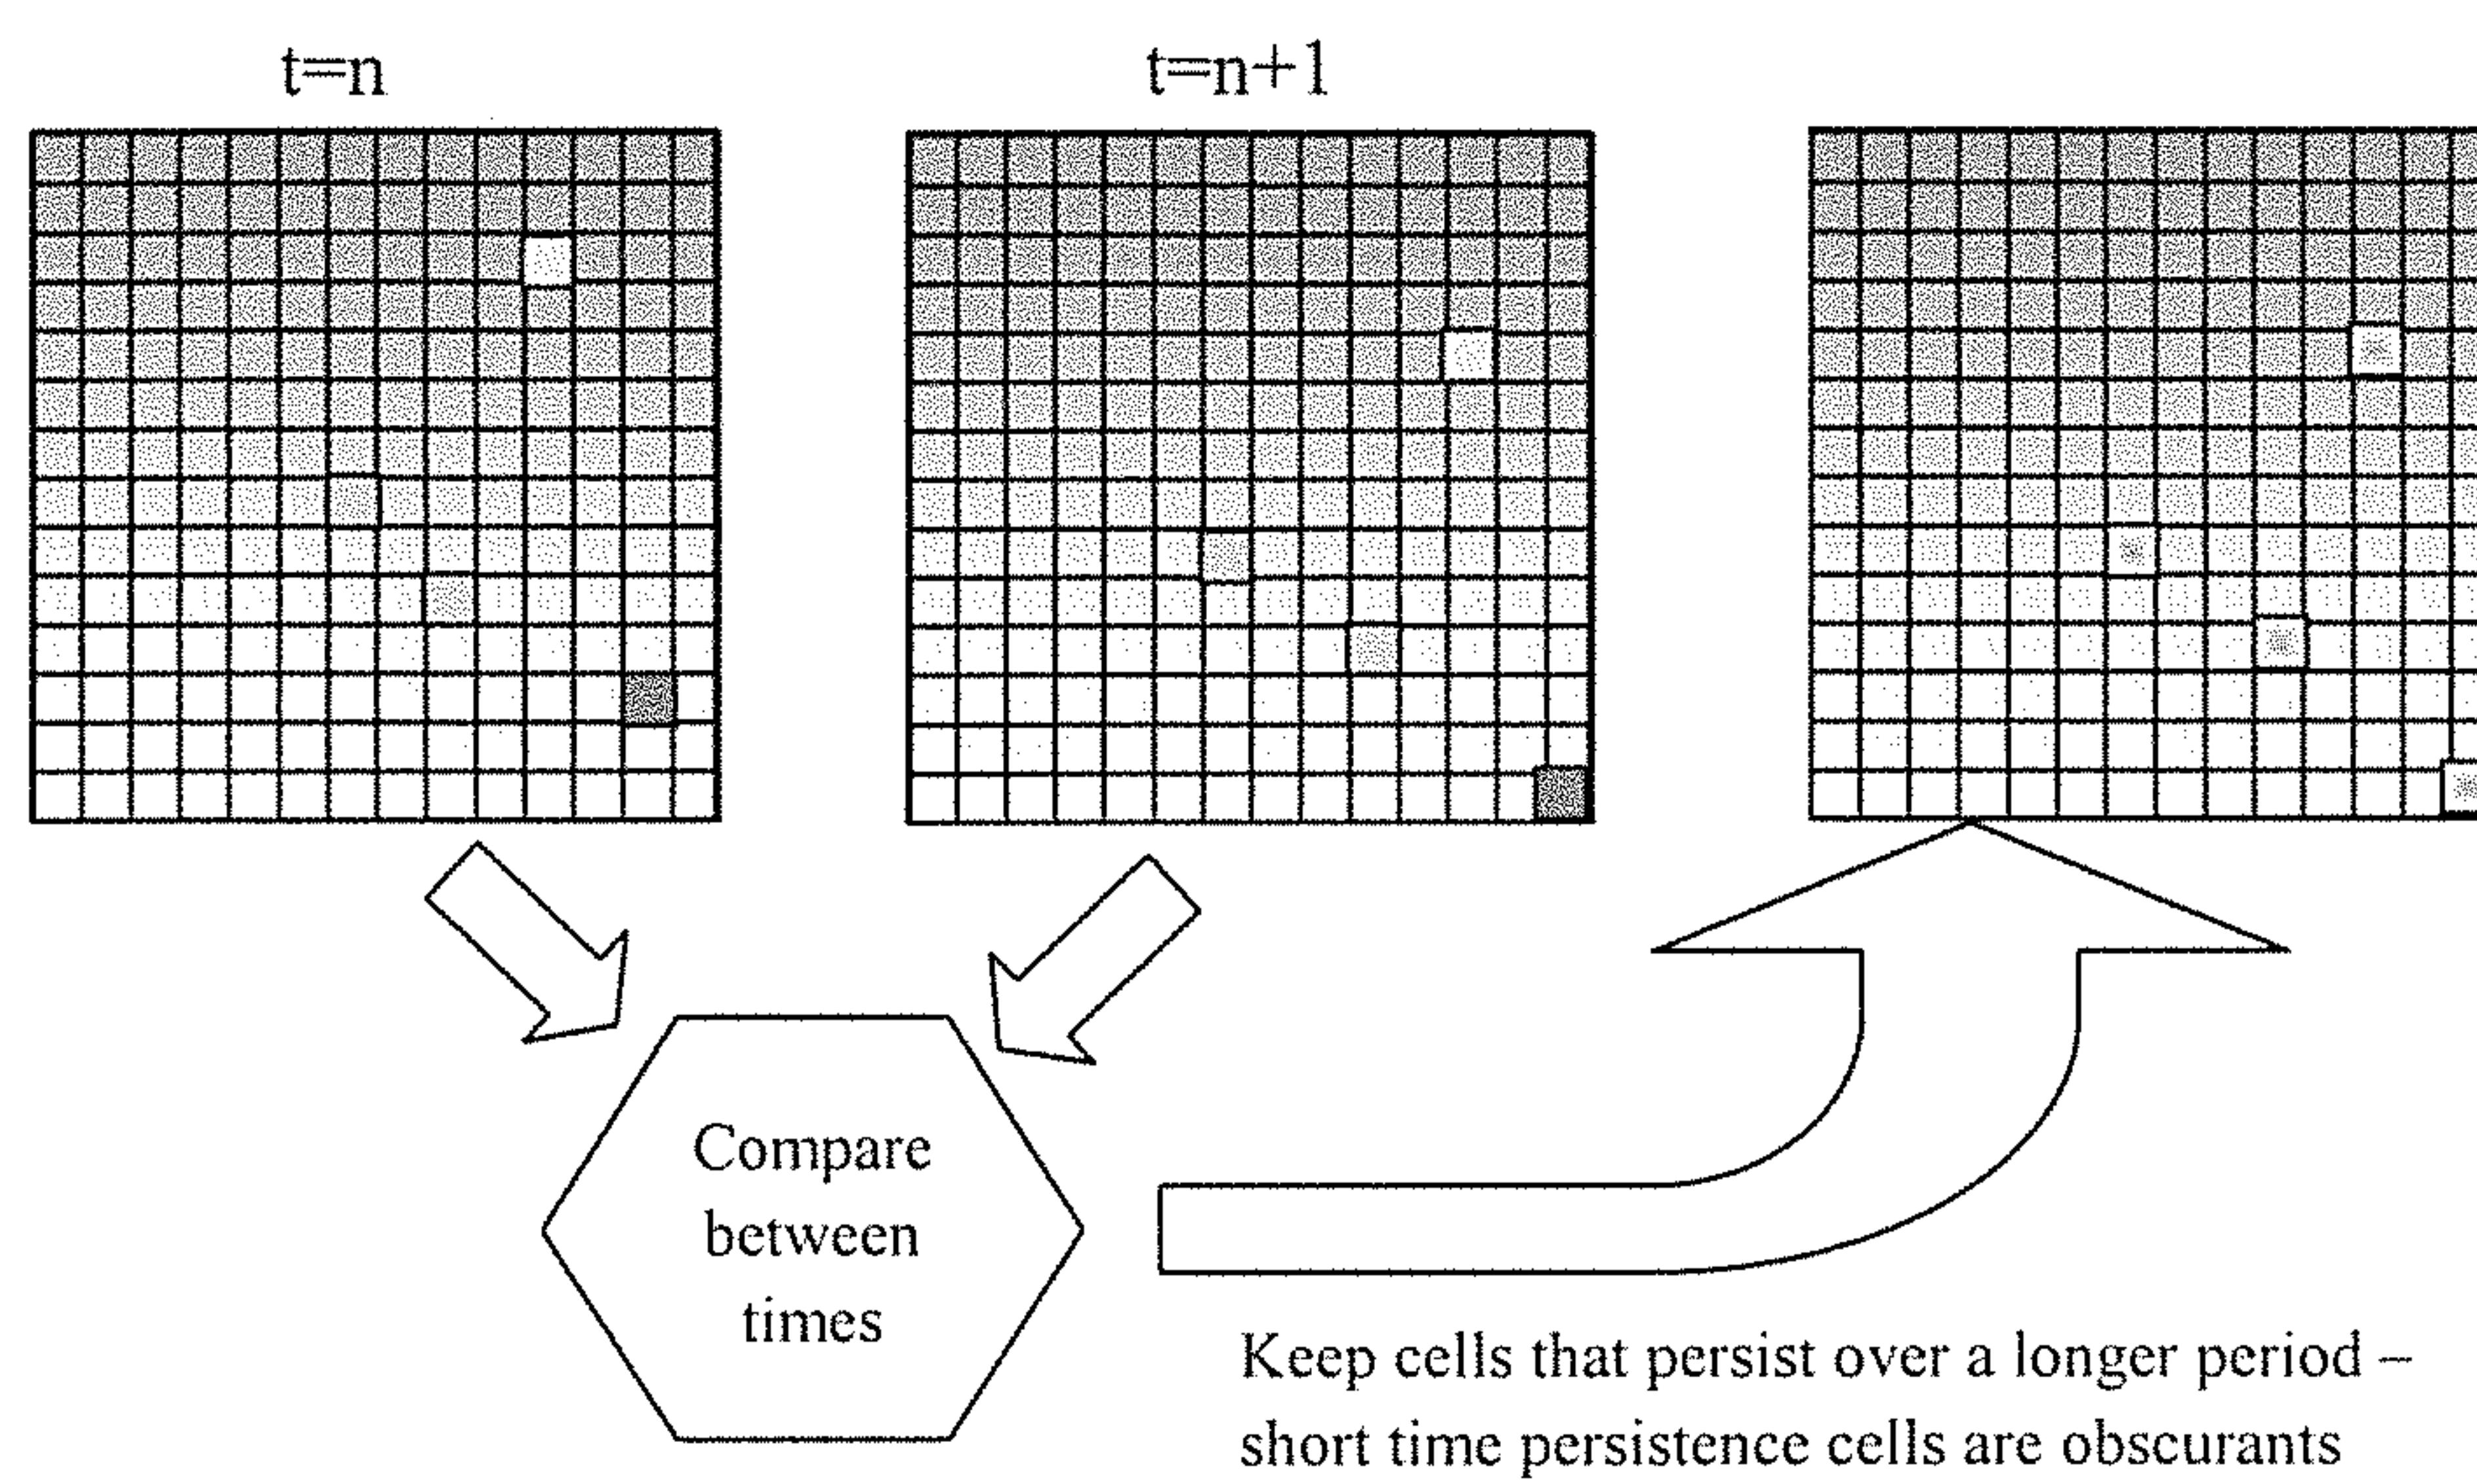 t=n
t=n+1
Compare
between
times
Keep cells that persist over a longer period –
short time persistence cells are obscurants